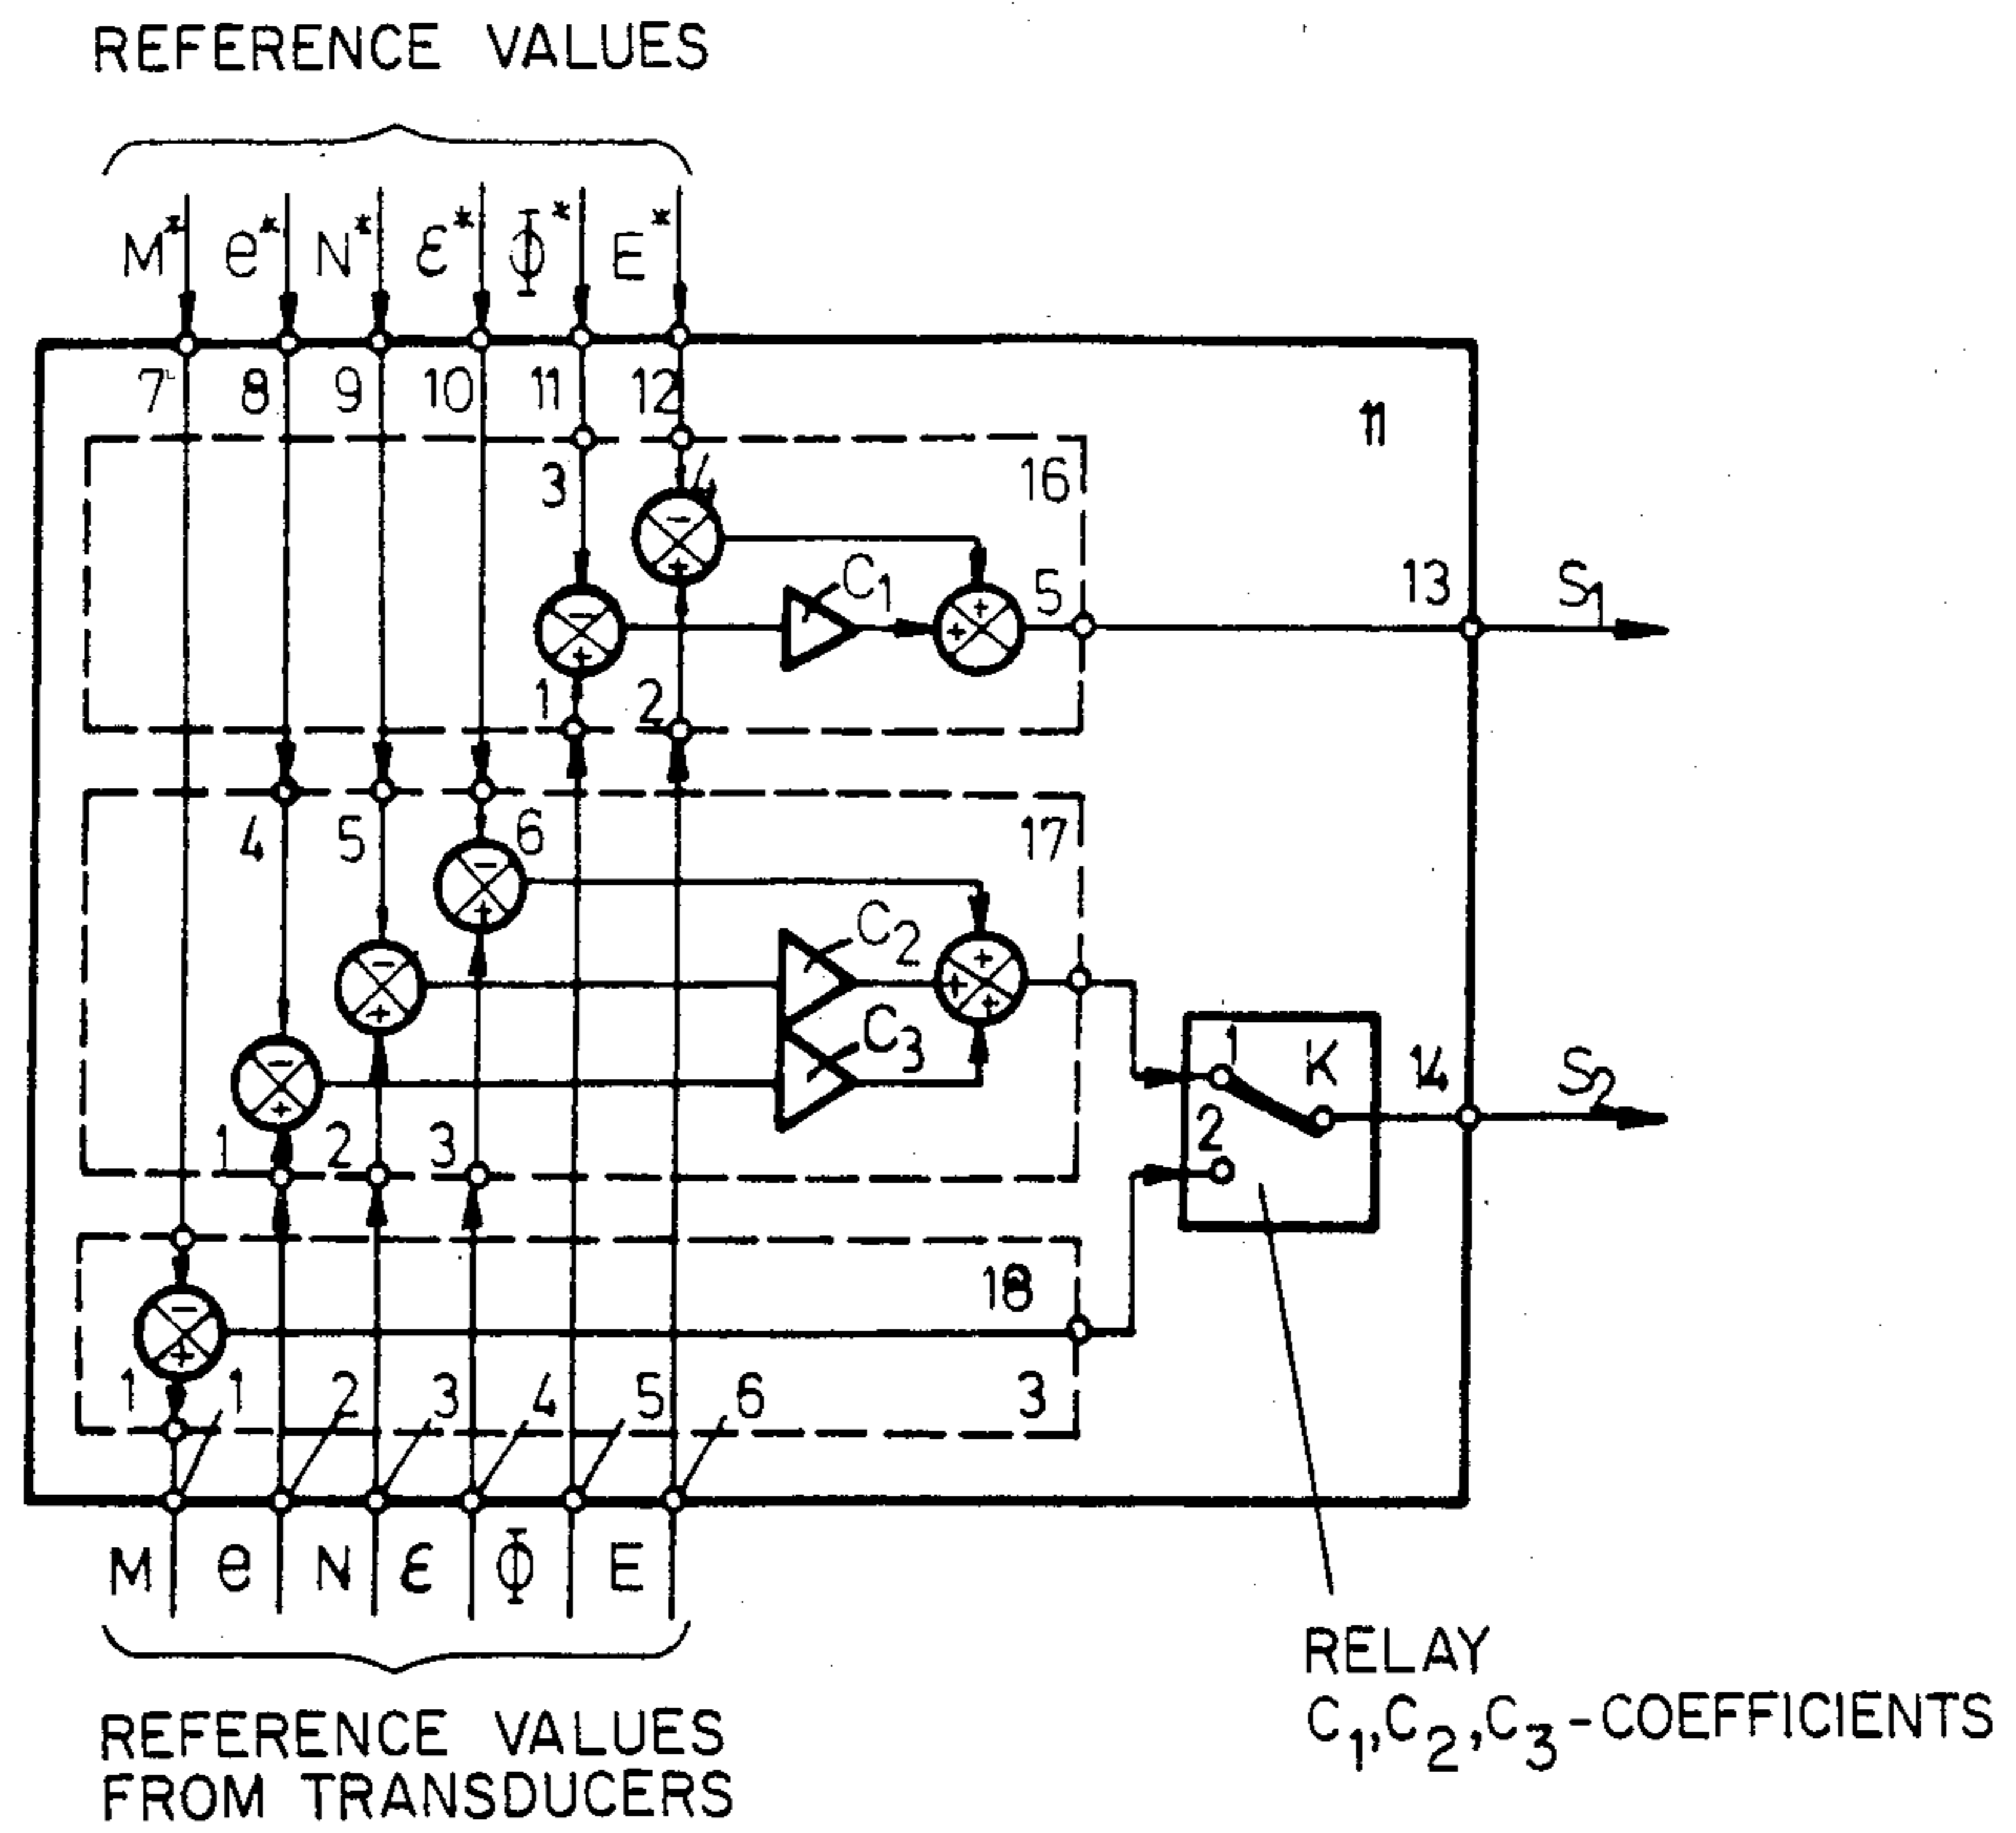 REFERENCE VALUES
M* e* N* ε* Φ* E*
7 8 9 10 11 12
11
3 4 16
C1
5 13 S1
1 2
4 5 6 17
C2
C3
1 K 14 S2
2
1 2 3
18
1 1 2 3 4 5 6 3
M e N ε Φ E
REFERENCE VALUES
FROM TRANSDUCERS
RELAY
C1,C2,C3-COEFFICIENTS